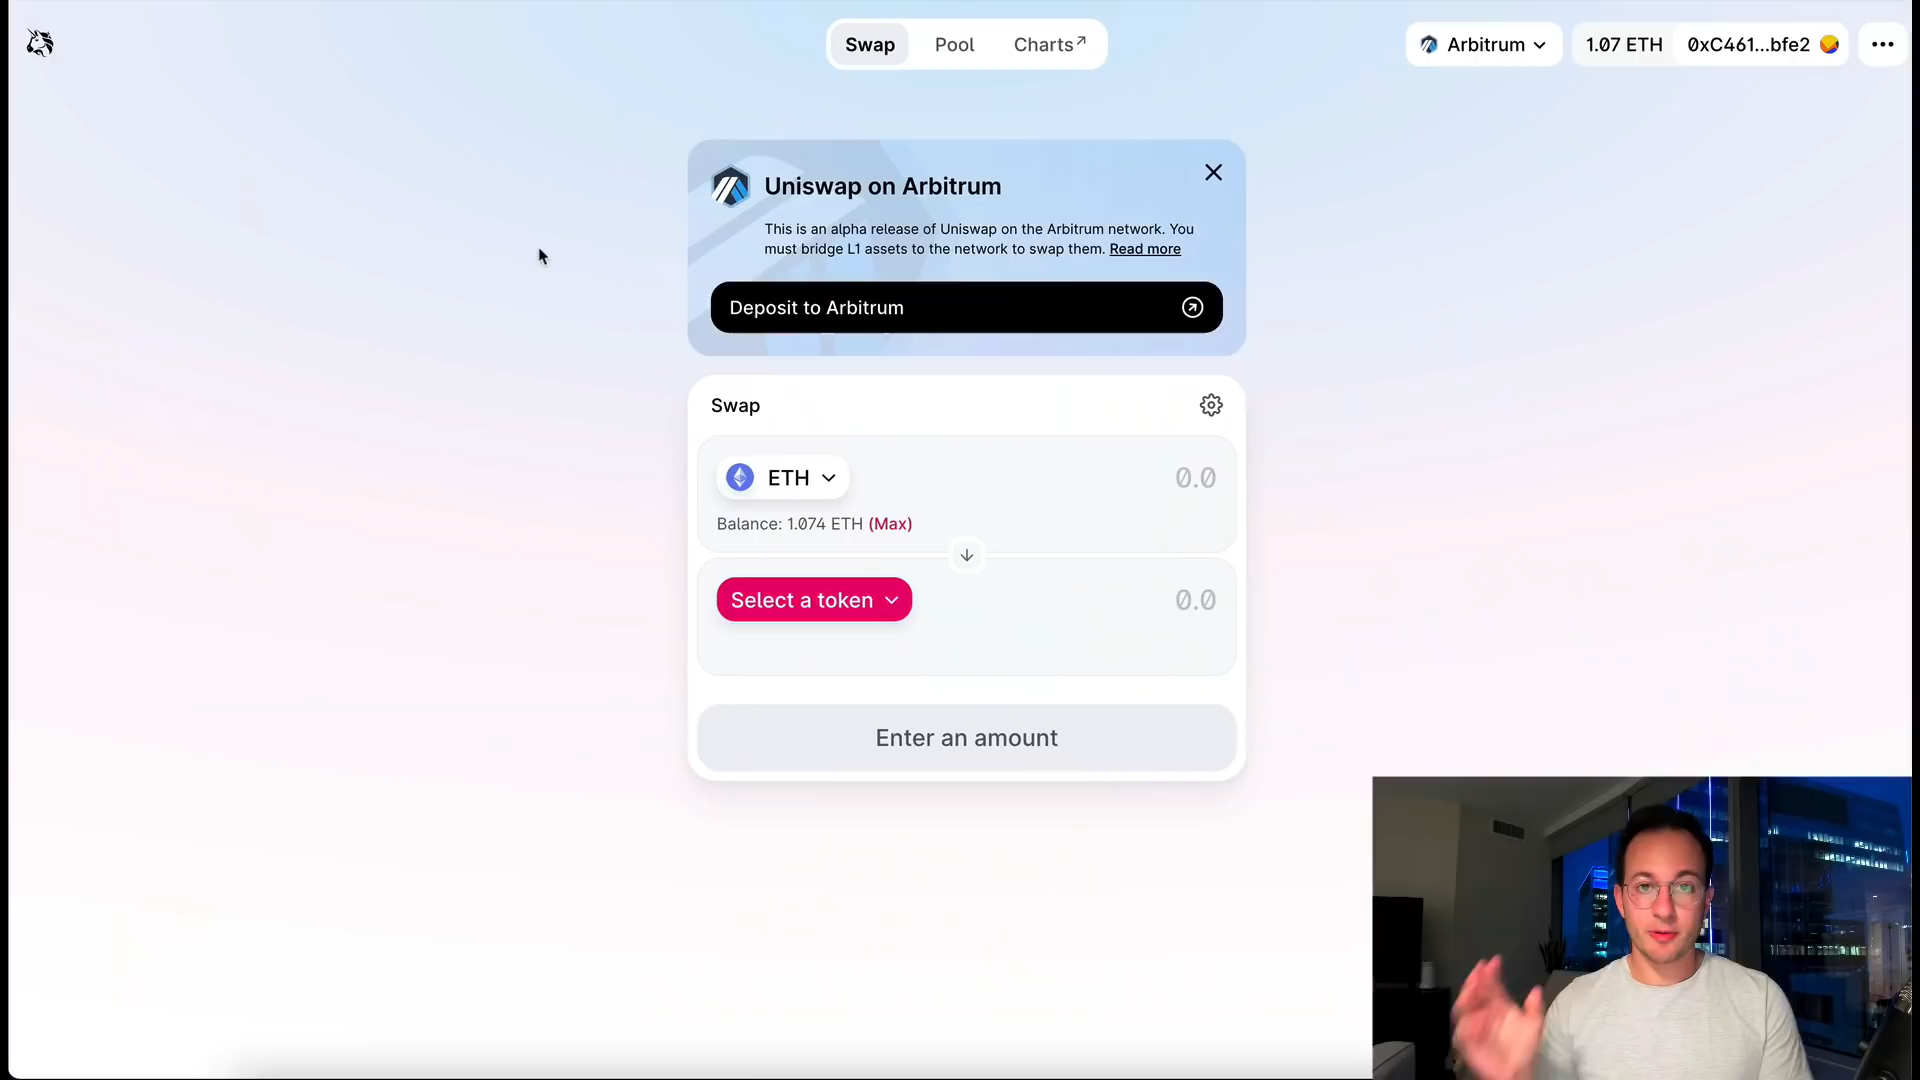 Swap
Pool
Charts↗
Arbitrum
1.07 ETH
0xC461...bfe2
Uniswap on Arbitrum
This is an alpha release of Uniswap on the Arbitrum network. You
must bridge L1 assets to the network to swap them. Read more
Deposit to Arbitrum
Swap
ETH
0.0
Balance: 1.074 ETH (Max)
Select a token
0.0
Enter an amount